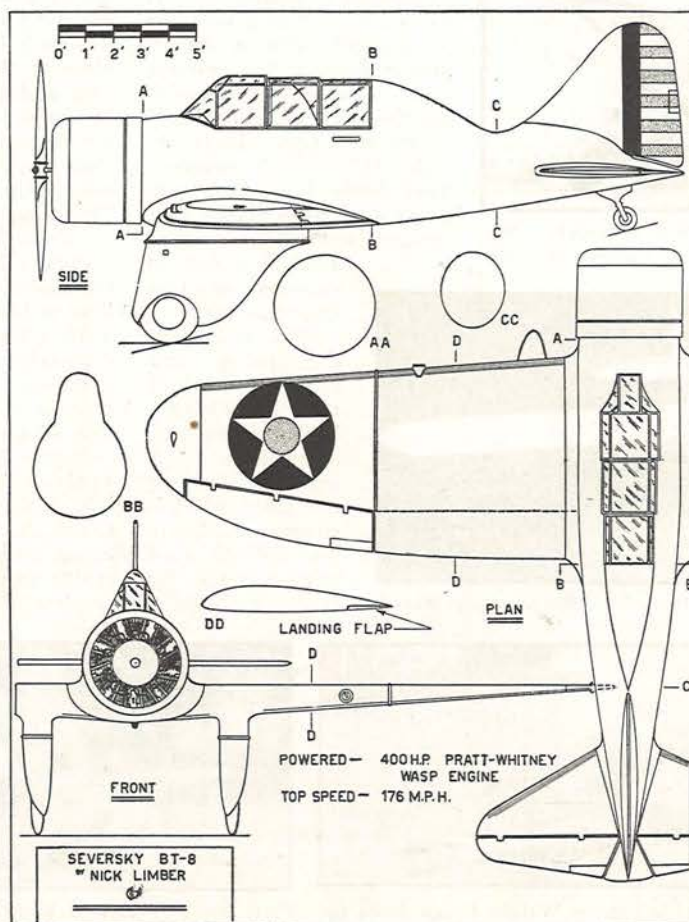 0' 1' 2' 3' 4' 5'
A
B
C
A
B
C
SIDE
AA
CC
A
D
BB
D
B
B
PLAN
DD
LANDING FLAP
D
C
D
POWERED— 400 H.P. PRATT-WHITNEY
WASP ENGINE
TOP SPEED— 176 M.P.H.
FRONT
SEVERSKY BT-8
BY NICK LIMBER